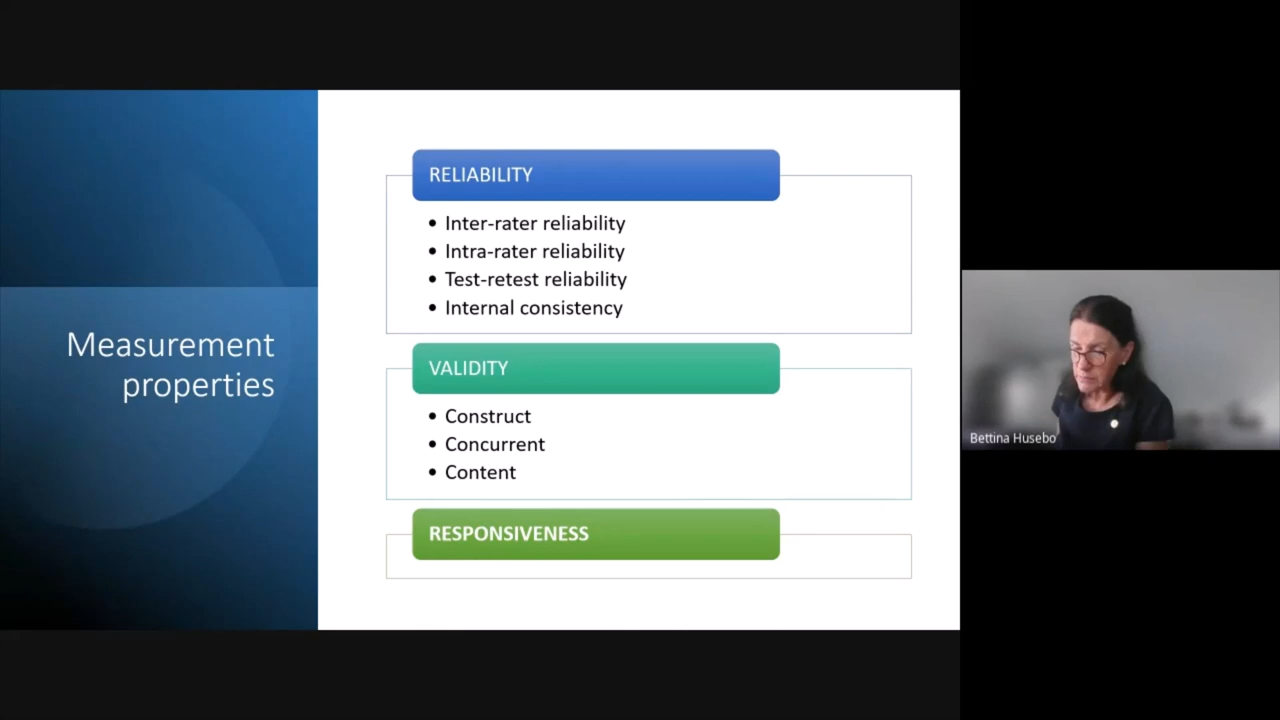 Measurement
properties
RELIABILITY
• Inter-rater reliability
• Intra-rater reliability
• Test-retest reliability
• Internal consistency
VALIDITY
• Construct
• Concurrent
• Content
RESPONSIVENESS
Bettina Husebo